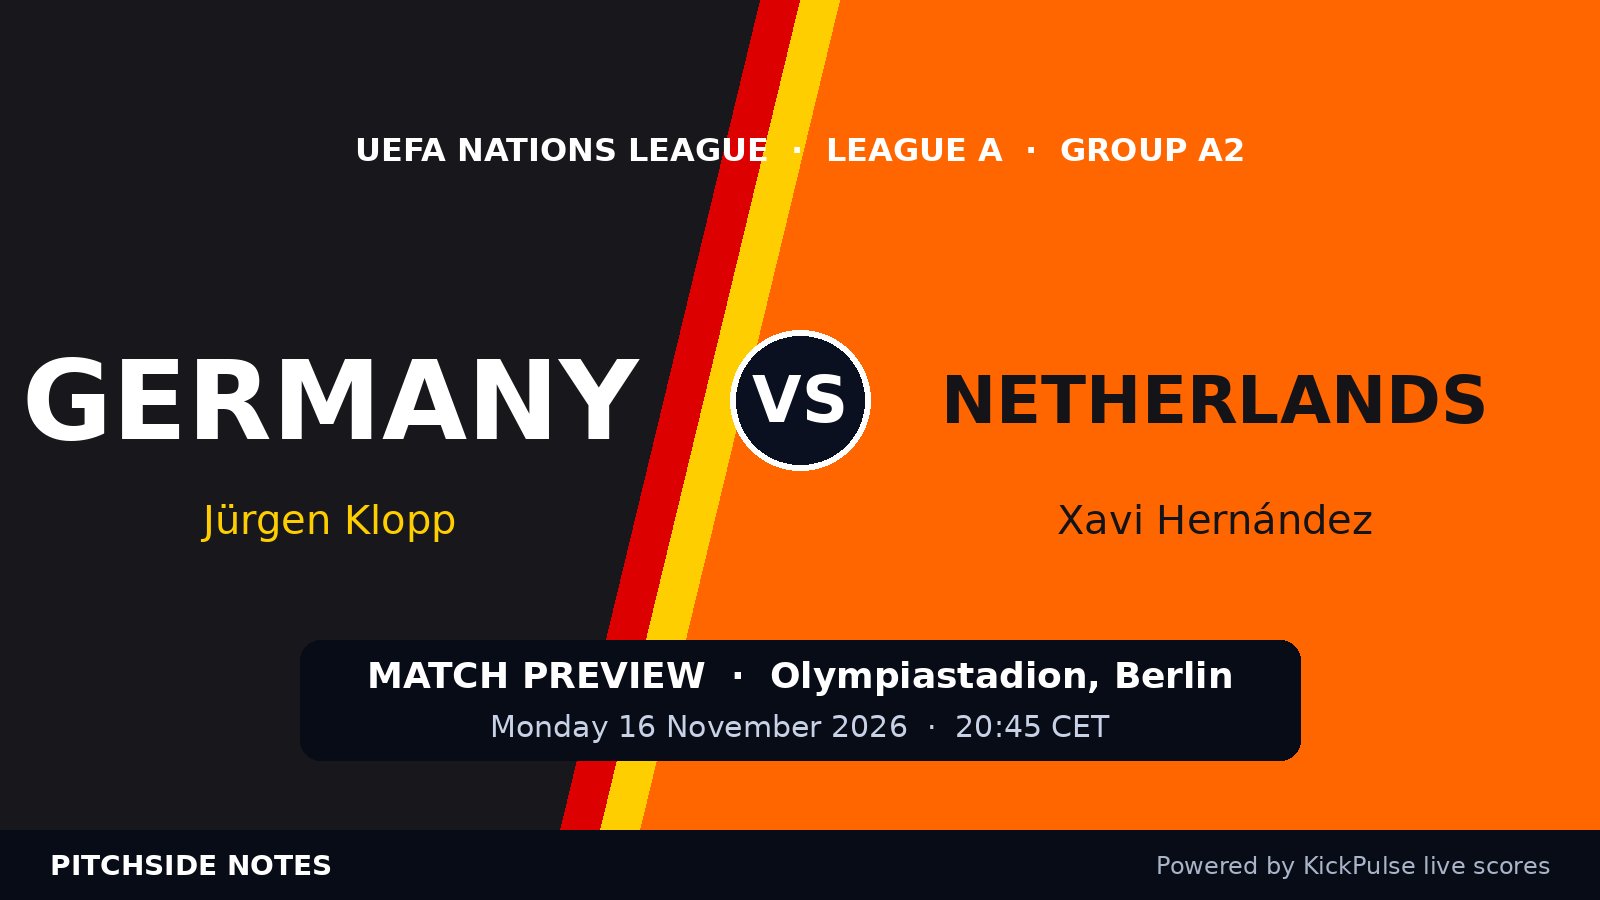 UEFA NATIONS LEAGUE · LEAGUE A · GROUP A2
GERMANY
VS
NETHERLANDS
Jürgen Klopp
Xavi Hernández
MATCH PREVIEW · Olympiastadion, Berlin
Monday 16 November 2026 · 20:45 CET
PITCHSIDE NOTES
Powered by KickPulse live scores